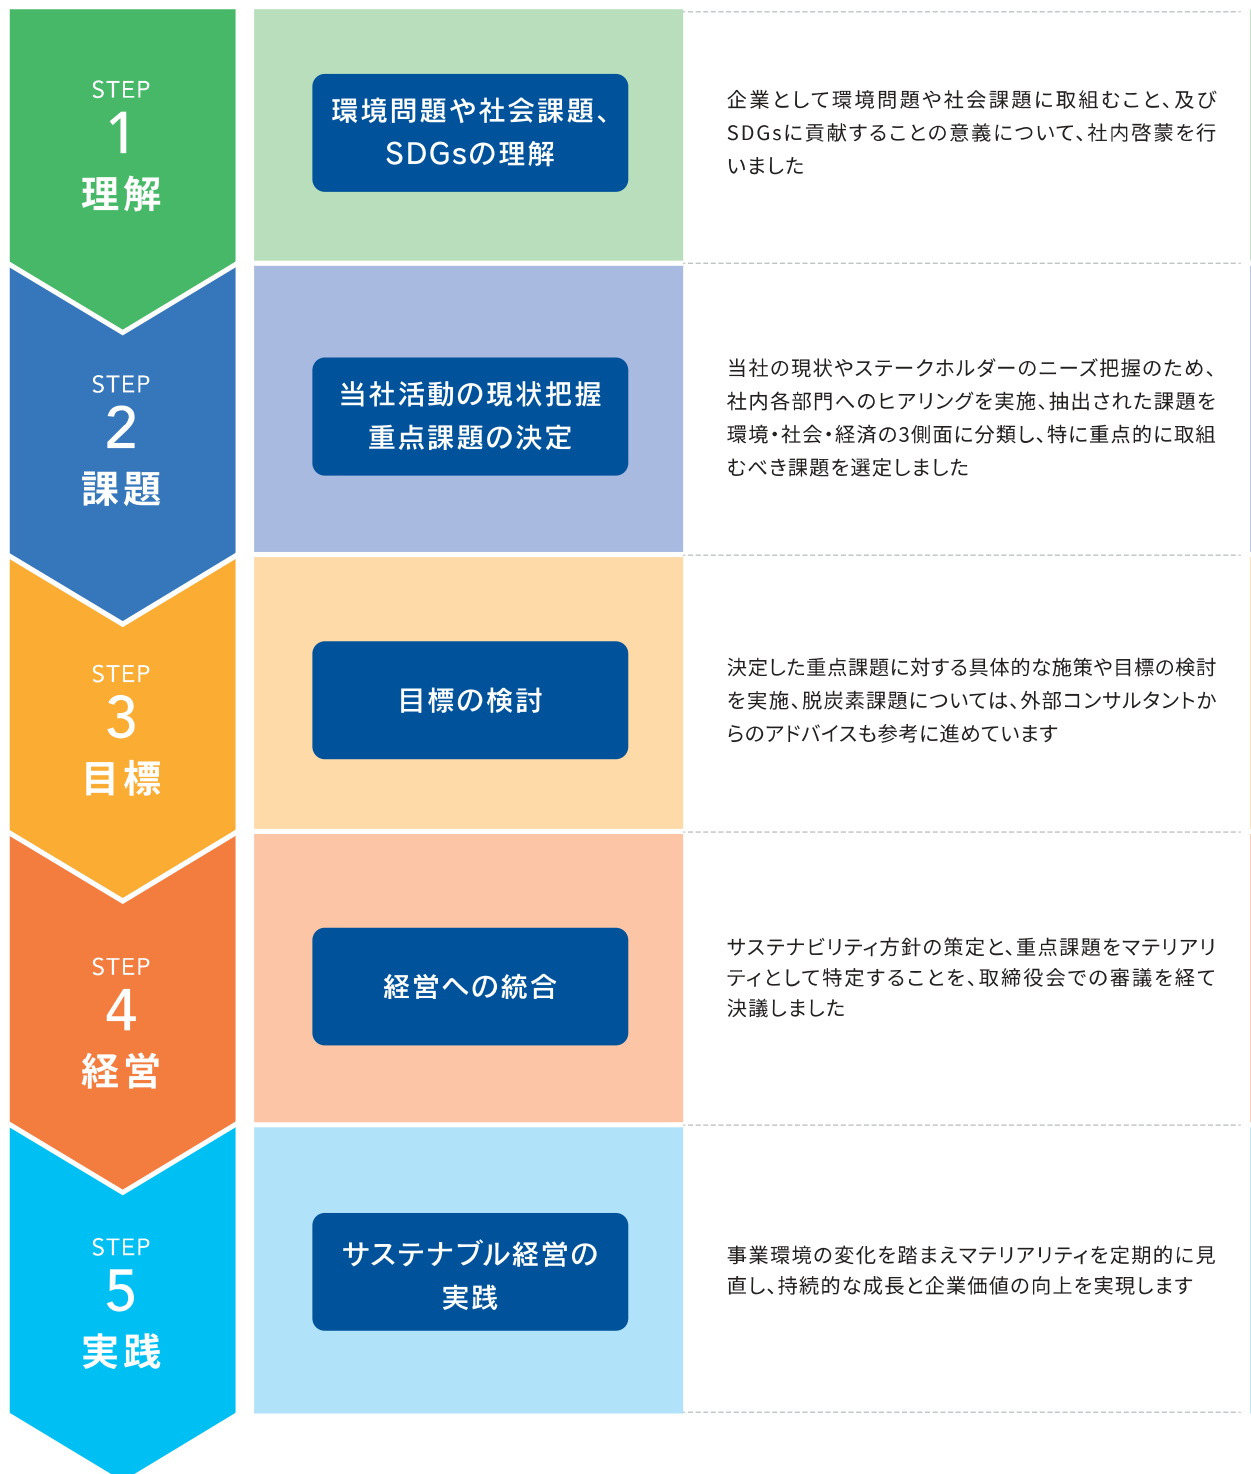 STEP
1
理解
環境問題や社会課題、
SDGsの理解
企業として環境問題や社会課題に取組むこと、及び
SDGsに貢献することの意義について、社内啓蒙を行
いました
STEP
2
課題
当社活動の現状把握
重点課題の決定
当社の現状やステークホルダーのニーズ把握のため、
社内各部門へのヒアリングを実施、抽出された課題を
環境・社会・経済の3側面に分類し、特に重点的に取組
むべき課題を選定しました
STEP
3
目標
目標の検討
決定した重点課題に対する具体的な施策や目標の検討
を実施、脱炭素課題については、外部コンサルタントか
らのアドバイスも参考に進めています
STEP
4
経営
経営への統合
サステナビリティ方針の策定と、重点課題をマテリアリ
ティとして特定することを、取締役会での審議を経て
決議しました
STEP
5
実践
サステナブル経営の
実践
事業環境の変化を踏まえマテリアリティを定期的に見
直し、持続的な成長と企業価値の向上を実現します